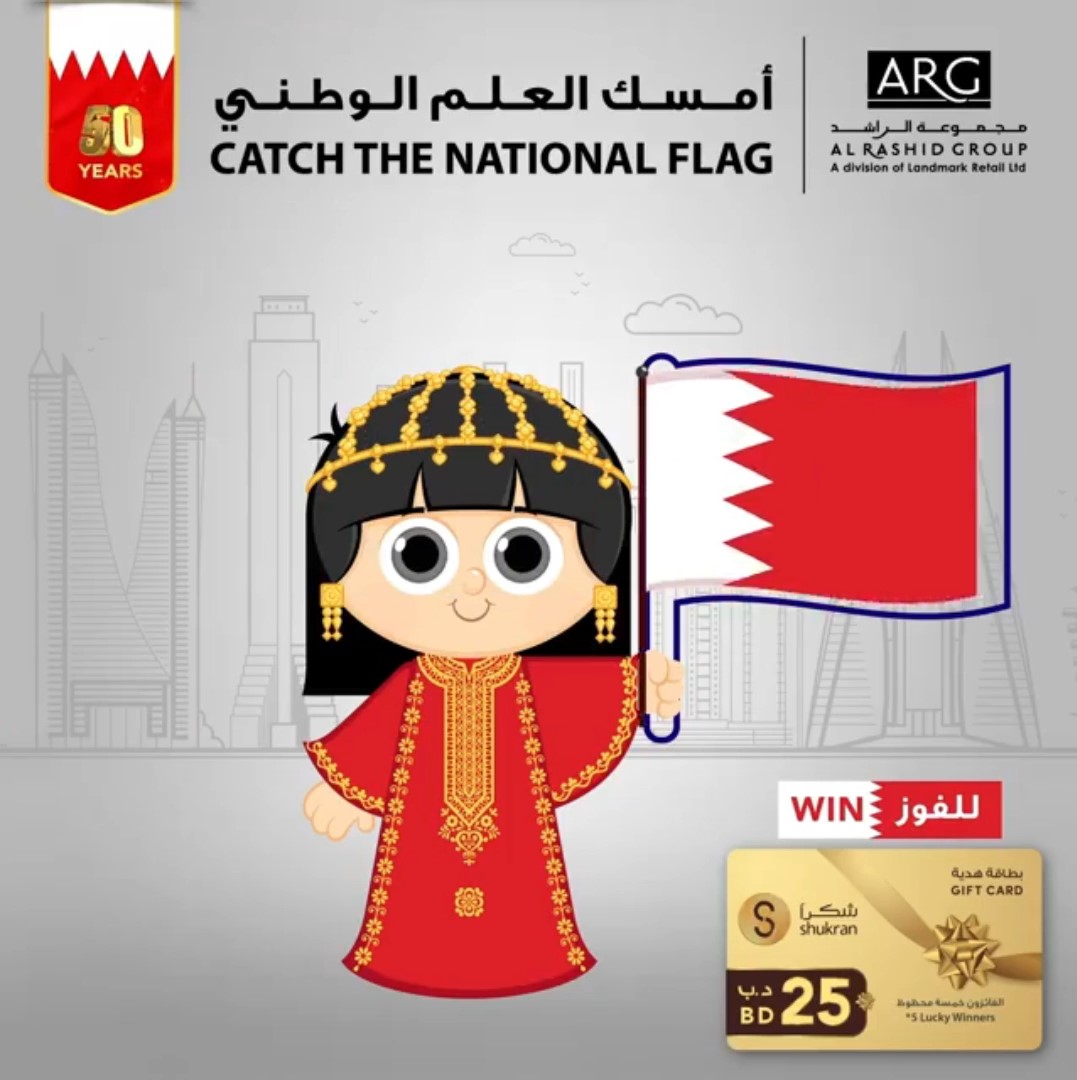 50
YEARS
أمسك العلم الوطني
CATCH THE NATIONAL FLAG
ARG
مجموعة الراشد
AL RASHID GROUP
A division of Landmark Retail Ltd
WIN للفوز
بطاقة هدية
GIFT CARD
S
شكراً
shukran
د.ب
BD 25
الفائزون خمسة محظوظ
*5 Lucky Winners